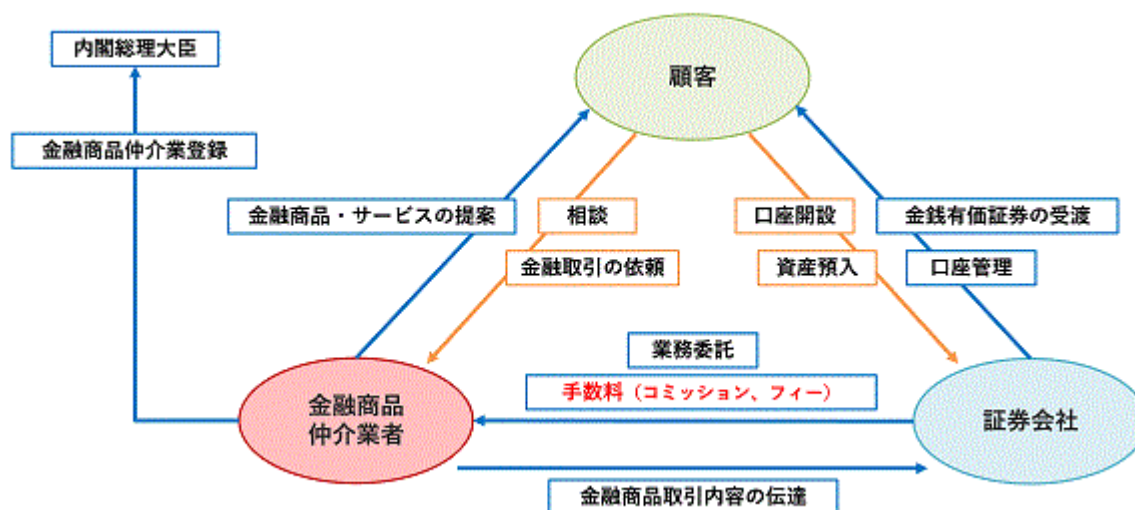 内閣総理大臣
顧客
金融商品仲介業登録
金融商品・サービスの提案
相談
口座開設
金銭有価証券の受渡
金融取引の依頼
資産預入
口座管理
業務委託
手数料（コミッション、フィー）
金融商品
仲介業者
証券会社
金融商品取引内容の伝達